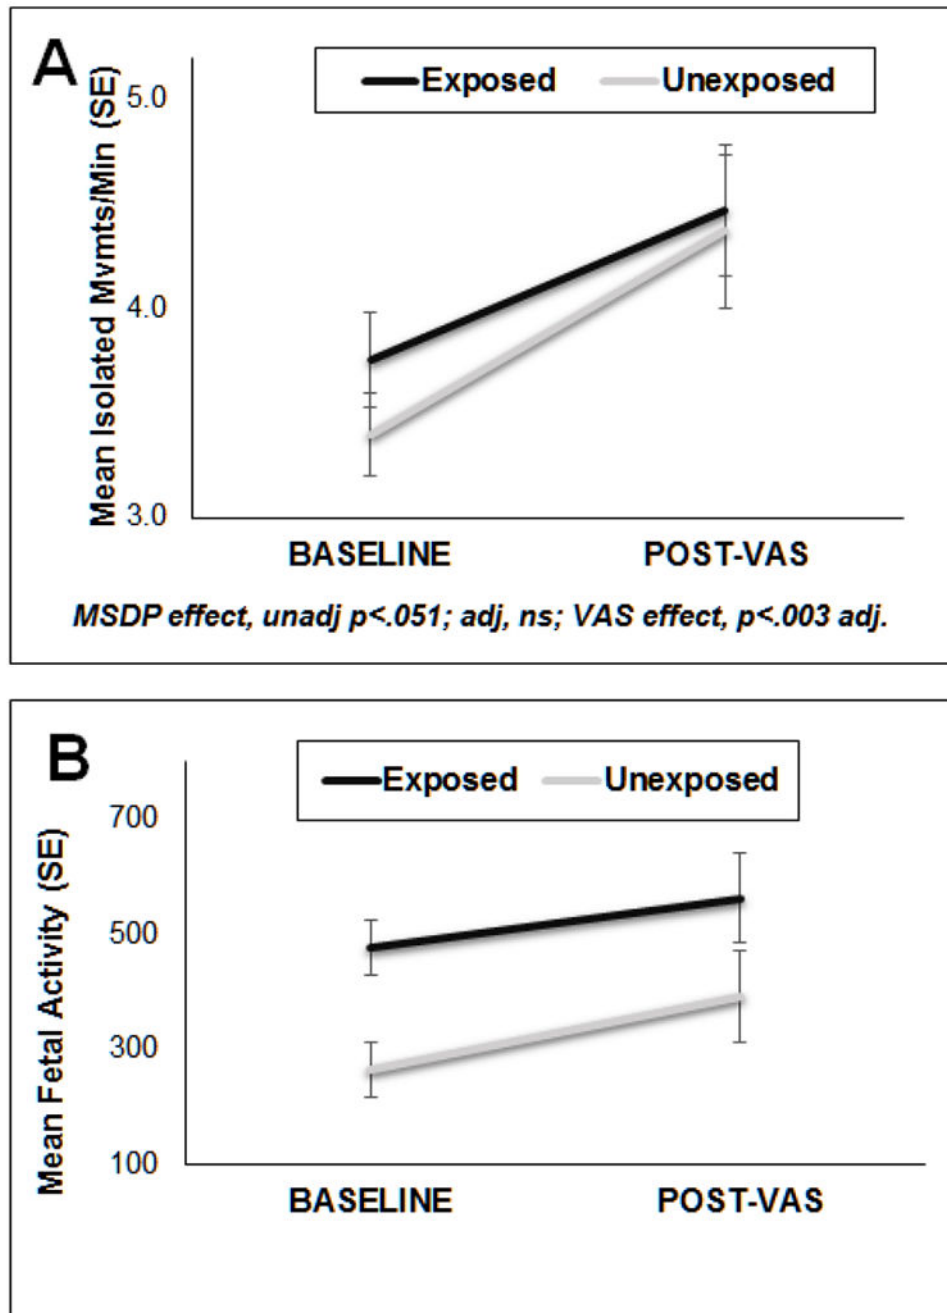 A
Exposed Unexposed
Mean Isolated Mvmts/Min (SE)
5.0
4.0
3.0
BASELINE POST-VAS
MSDP effect, unadj p<.051; adj, ns; VAS effect, p<.003 adj.
B
Exposed Unexposed
Mean Fetal Activity (SE)
700
500
300
100
BASELINE POST-VAS